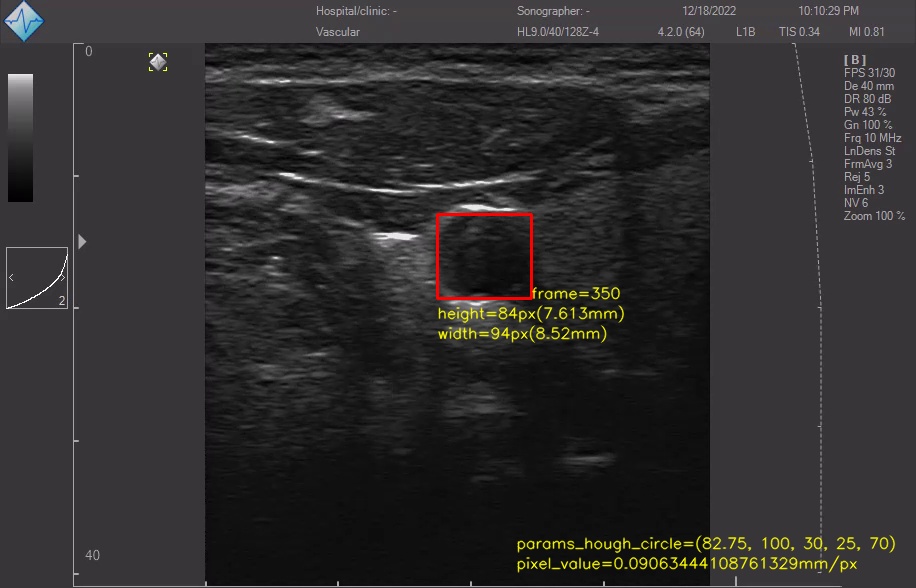 Hospital/clinic: - Sonographer: - 12/18/2022 10:10:29 PM
Vascular HL9.0/40/128Z-4 4.2.0 (64) L1B TIS 0.34 MI 0.81
0
[ B ]
FPS 31/30
De 40 mm
DR 80 dB
Pw 43 %
Gn 100 %
Frq 10 MHz
LnDens St
FrmAvg 3
Rej 5
ImEnh 3
NV 6
Zoom 100 %
2
frame=350
height=84px(7.613mm)
width=94px(8.52mm)
40
params_hough_circle=(82.75, 100, 30, 25, 70)
pixel_value=0.09063444108761329mm/px